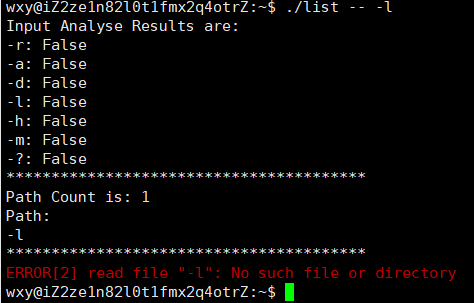 wxy@iZ2ze1n82l0t1fmx2q4otrZ:~$ ./list -- -l
Input Analyse Results are:
-r: False
-a: False
-d: False
-l: False
-h: False
-m: False
-?: False
****************************************
Path Count is: 1
Path:
-l
****************************************
ERROR[2] read file "-l": No such file or directory
wxy@iZ2ze1n82l0t1fmx2q4otrZ:~$